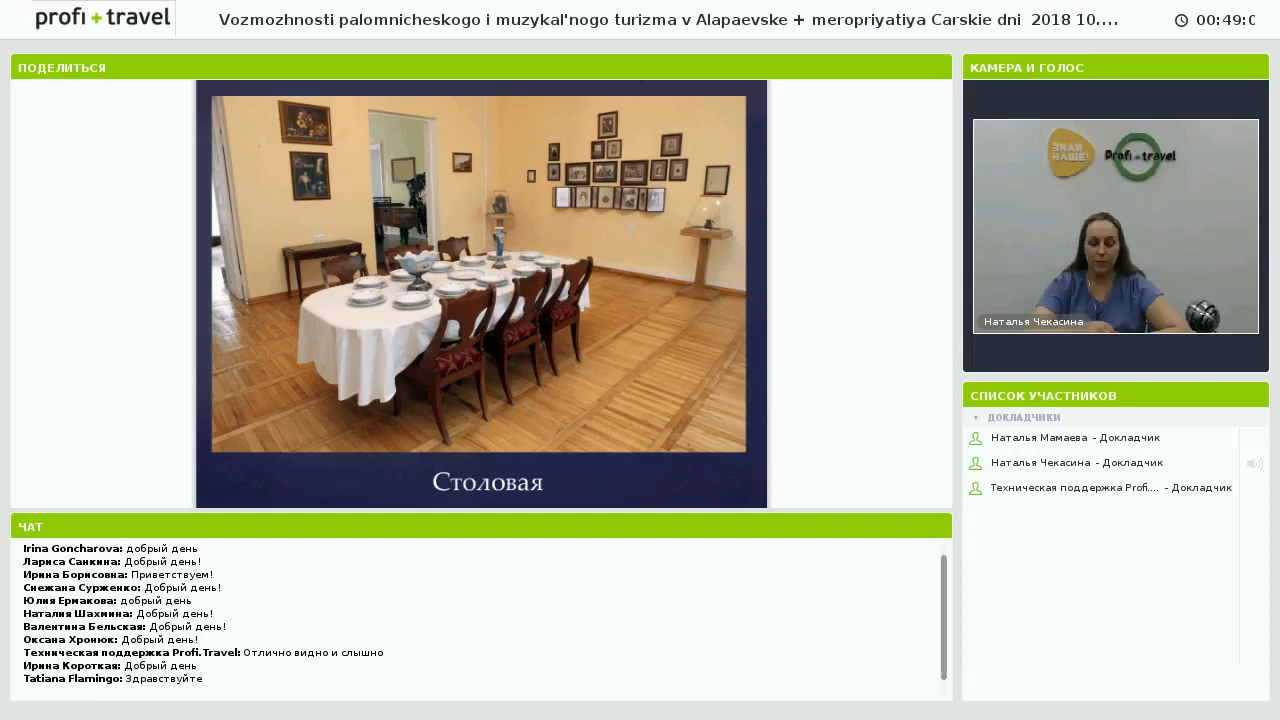 profi + travel
Vozmozhnosti palomnicheskogo i muzykal'nogo turizma v Alapaevske + meropriyatiya Carskie dni 2018 10....
00:49:0
ПОДЕЛИТЬСЯ
Столовая
КАМЕРА И ГОЛОС
ЗНАЙ НАШЕ!
Profi travel
Наталья Чекасина
СПИСОК УЧАСТНИКОВ
ДОКЛАДЧИКИ
Наталья Мамаева - Докладчик
Наталья Чекасина - Докладчик
Техническая поддержка Profi.... - Докладчик
ЧАТ
Irina Goncharova: добрый день
Лариса Санкина: Добрый день!
Ирина Борисовна: Приветствуем!
Снежана Сурженко: Добрый день!
Юлия Ермакова: добрый день
Наталия Шахмина: Добрый день!
Валентина Бельская: Добрый день!
Оксана Хронюк: Добрый день!
Техническая поддержка Profi.Travel: Отлично видно и слышно
Ирина Короткая: Добрый день
Tatiana Flamingo: Здравствуйте